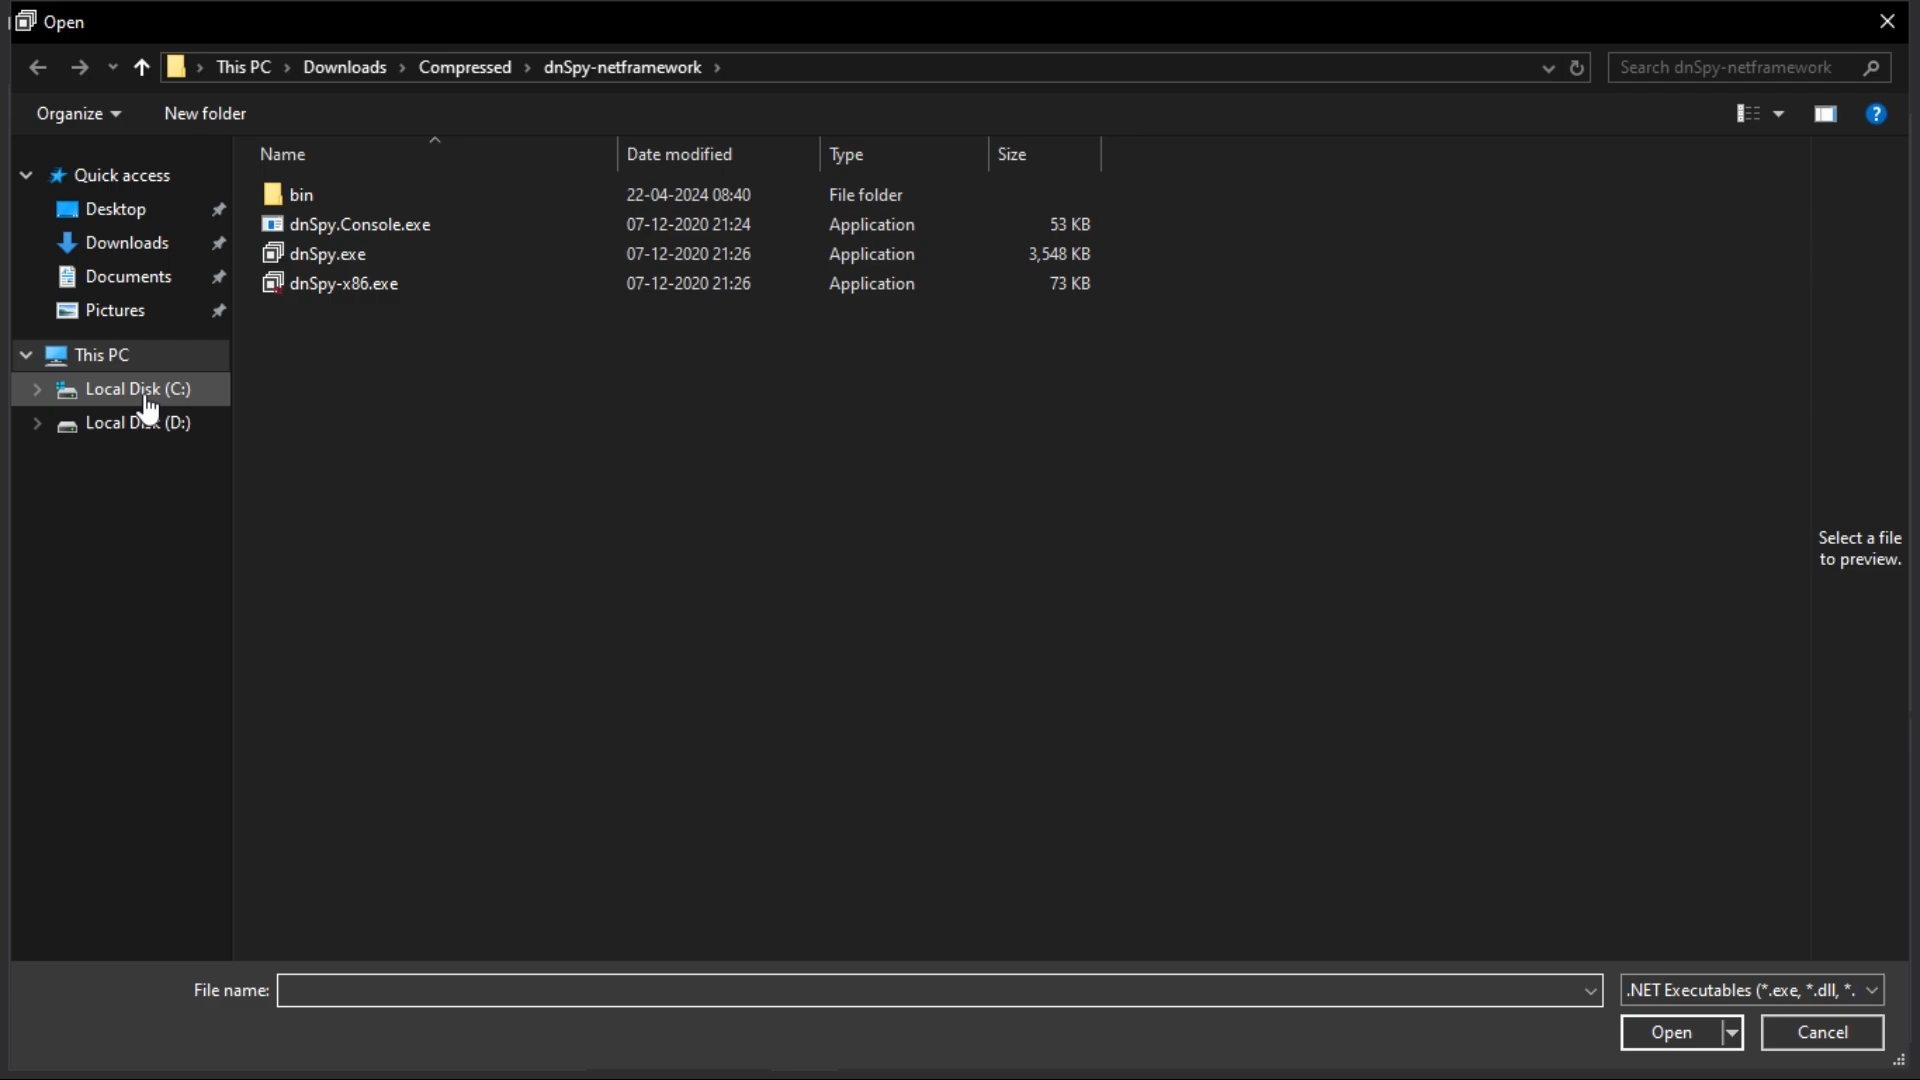 Open
This PC > Downloads > Compressed > dnSpy-netframework >
Search dnSpy-netframework
Organize New folder
Name Date modified Type Size
Quick access
Desktop
Downloads
Documents
Pictures
This PC
Local Disk (C:)
Local Disk (D:)
bin 22-04-2024 08:40 File folder
dnSpy.Console.exe 07-12-2020 21:24 Application 53 KB
dnSpy.exe 07-12-2020 21:26 Application 3,548 KB
dnSpy-x86.exe 07-12-2020 21:26 Application 73 KB
Select a file
to preview.
File name:
.NET Executables (*.exe, *.dll, *.
Open Cancel